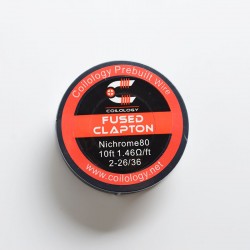 Coilology Prebuilt Wire
COILOLOGY
FUSED
CLAPTON
Nichrome80
10ft 1.46Ω/ft
2-26/36
www.coilology.net